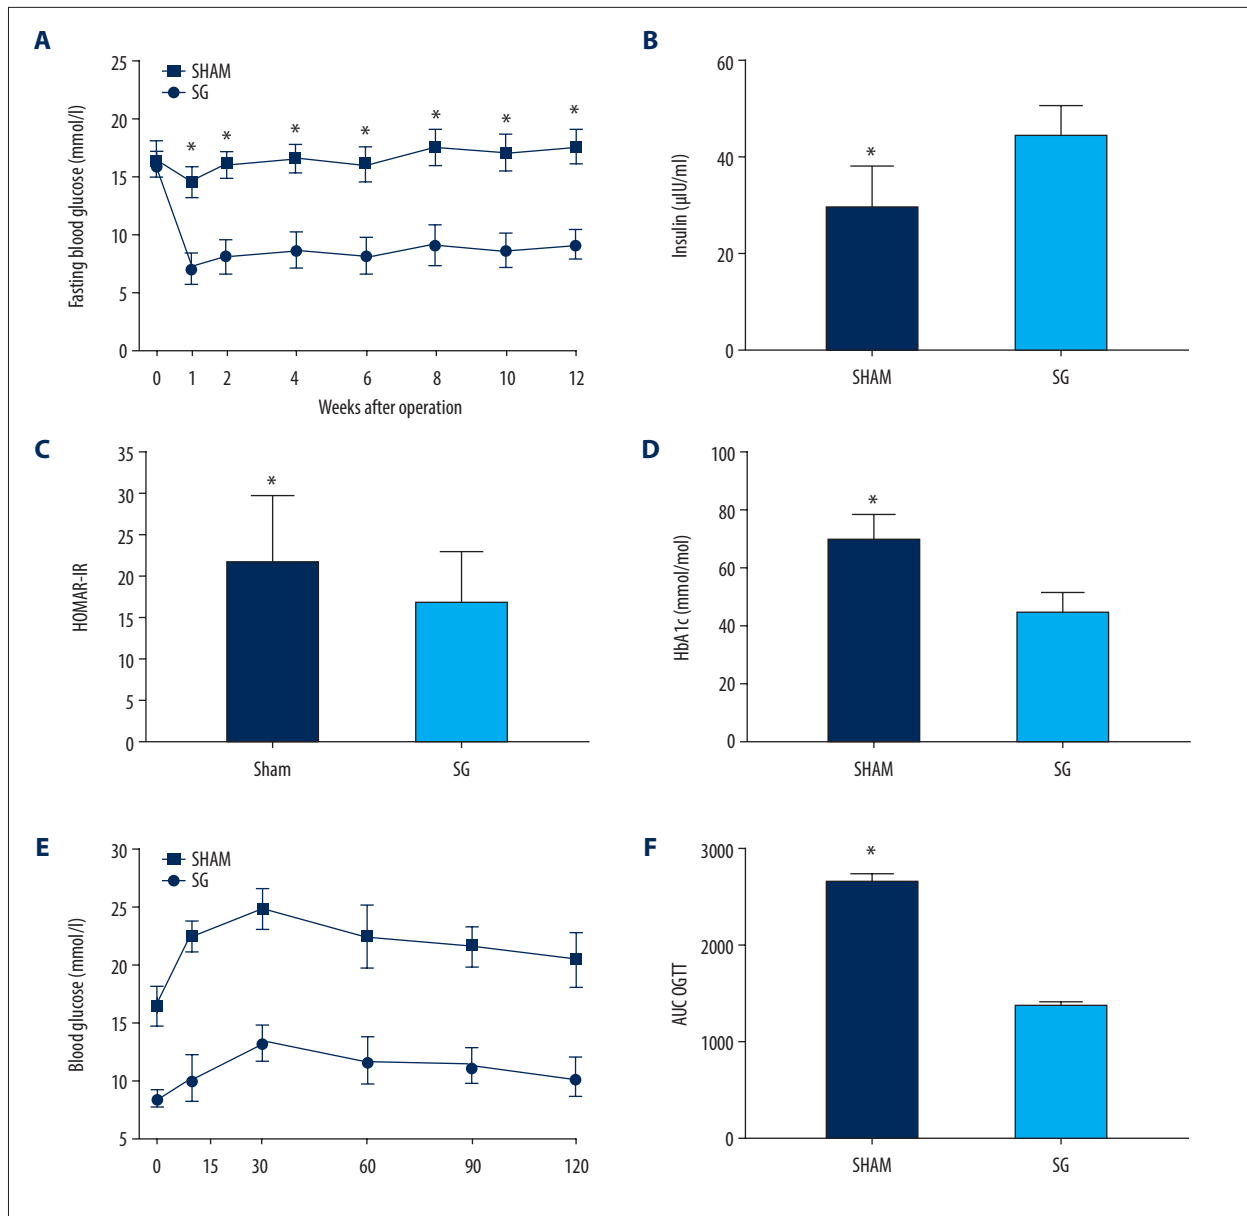 A
25
20
15
10
5
0
Fasting blood glucose (mmol/l)
SHAM
SG
* * * * * * *
0 1 2 4 6 8 10 12
Weeks after operation
B
60
40
20
0
Insulin (µIU/ml)
*
SHAM SG
C
35
30
25
20
15
10
5
0
HOMAR-IR
*
Sham SG
D
100
80
60
40
20
0
HbA1c (mmol/mol)
*
SHAM SG
E
30
25
20
15
10
5
Blood glucose (mmol/l)
SHAM
SG
0 15 30 60 90 120
F
3000
2000
1000
0
AUC OGTT
*
SHAM SG